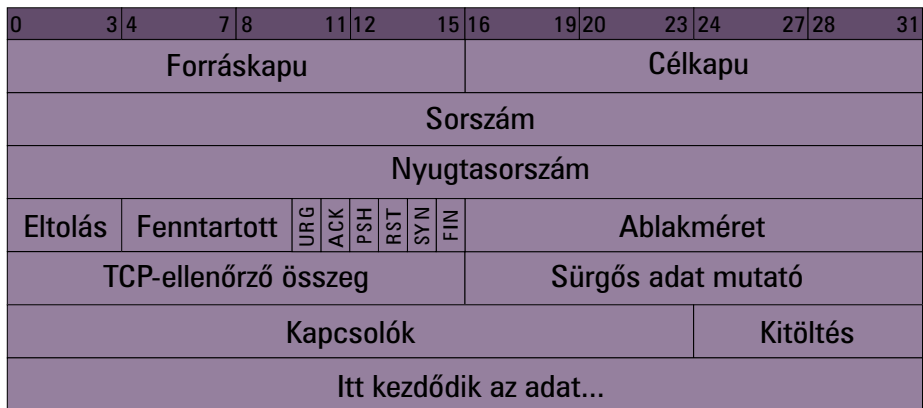 0 3 4 7 8 11 12 15 16 19 20 23 24 27 28 31
Forráskapu Célkapu
Sorszám
Nyugtasorszám
Eltolás Fenntartott URG ACK PSH RST SYN FIN Ablakméret
TCP-ellenőrző összeg Sürgős adat mutató
Kapcsolók Kitöltés
Itt kezdődik az adat...